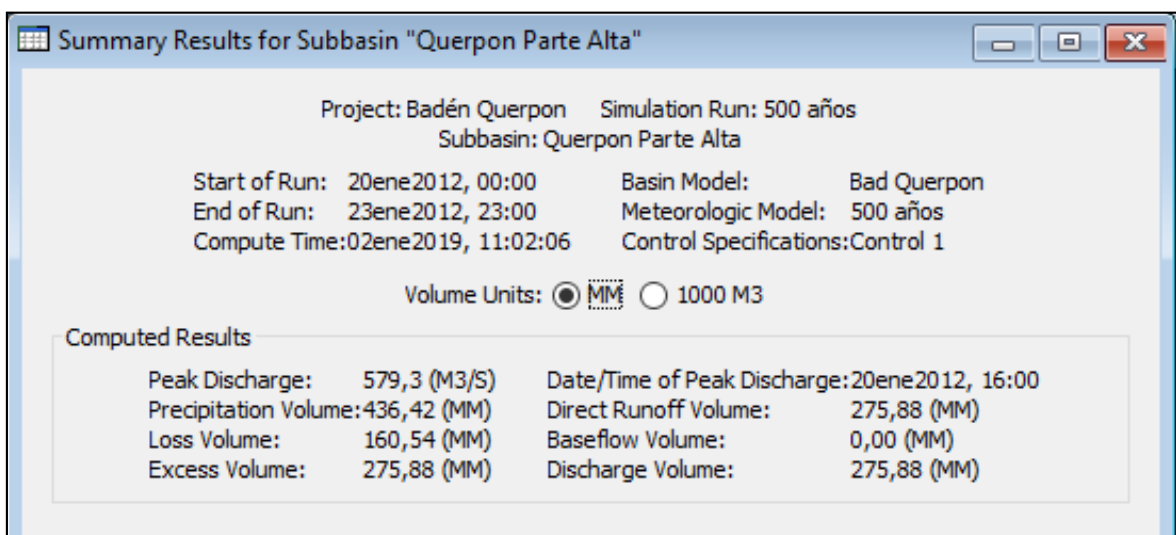 Summary Results for Subbasin "Querpon Parte Alta"
Project: Badén Querpon Simulation Run: 500 años
Subbasin: Querpon Parte Alta
Start of Run: 20ene2012, 00:00 Basin Model: Bad Querpon
End of Run: 23ene2012, 23:00 Meteorologic Model: 500 años
Compute Time:02ene2019, 11:02:06 Control Specifications:Control 1
Volume Units: MM 1000 M3
Computed Results
Peak Discharge: 579,3 (M3/S) Date/Time of Peak Discharge:20ene2012, 16:00
Precipitation Volume:436,42 (MM) Direct Runoff Volume: 275,88 (MM)
Loss Volume: 160,54 (MM) Baseflow Volume: 0,00 (MM)
Excess Volume: 275,88 (MM) Discharge Volume: 275,88 (MM)